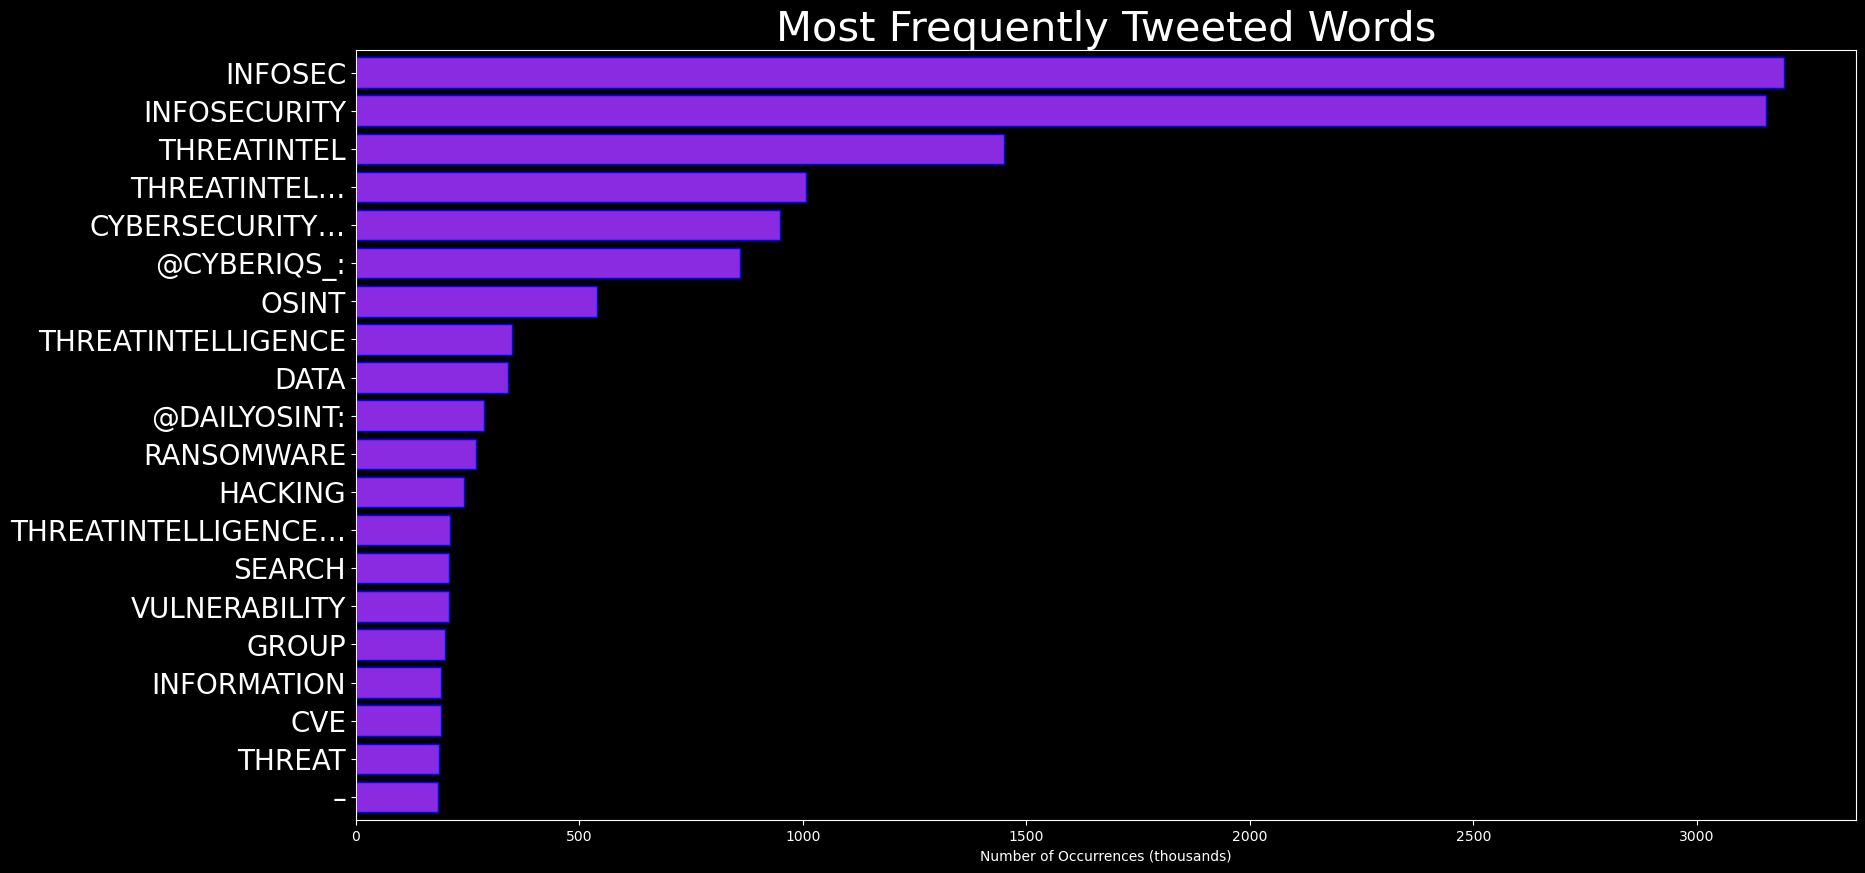 Most Frequently Tweeted Words
INFOSEC
INFOSECURITY
THREATINTEL
THREATINTEL…
CYBERSECURITY…
@CYBERIQS_:
OSINT
THREATINTELLIGENCE
DATA
@DAILYOSINT:
RANSOMWARE
HACKING
THREATINTELLIGENCE…
SEARCH
VULNERABILITY
GROUP
INFORMATION
CVE
THREAT
–
0 500 1000 1500 2000 2500 3000
Number of Occurrences (thousands)